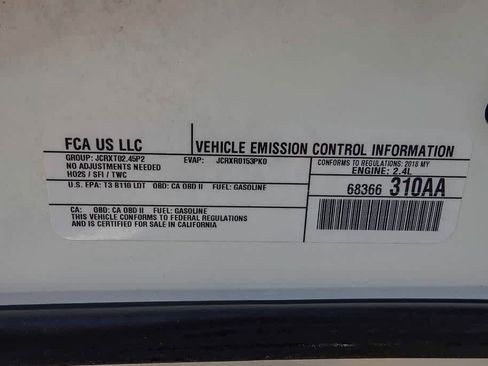 FCA US LLC
VEHICLE EMISSION CONTROL INFORMATION
GROUP: JCRXT02.45P2 EVAP: JCRXR0153PK0
NO ADJUSTMENTS NEEDED
HO2S / SFI / TWC
CONFORMS TO REGULATIONS: 2018 MY
ENGINE: 2.4L
U.S. EPA: T3 B110 LDT OBD: CA OBD II FUEL: GASOLINE
68366 310AA
CA: OBD: CA OBD II FUEL: GASOLINE
THIS VEHICLE CONFORMS TO FEDERAL REGULATIONS
AND IS CERTIFIED FOR SALE IN CALIFORNIA